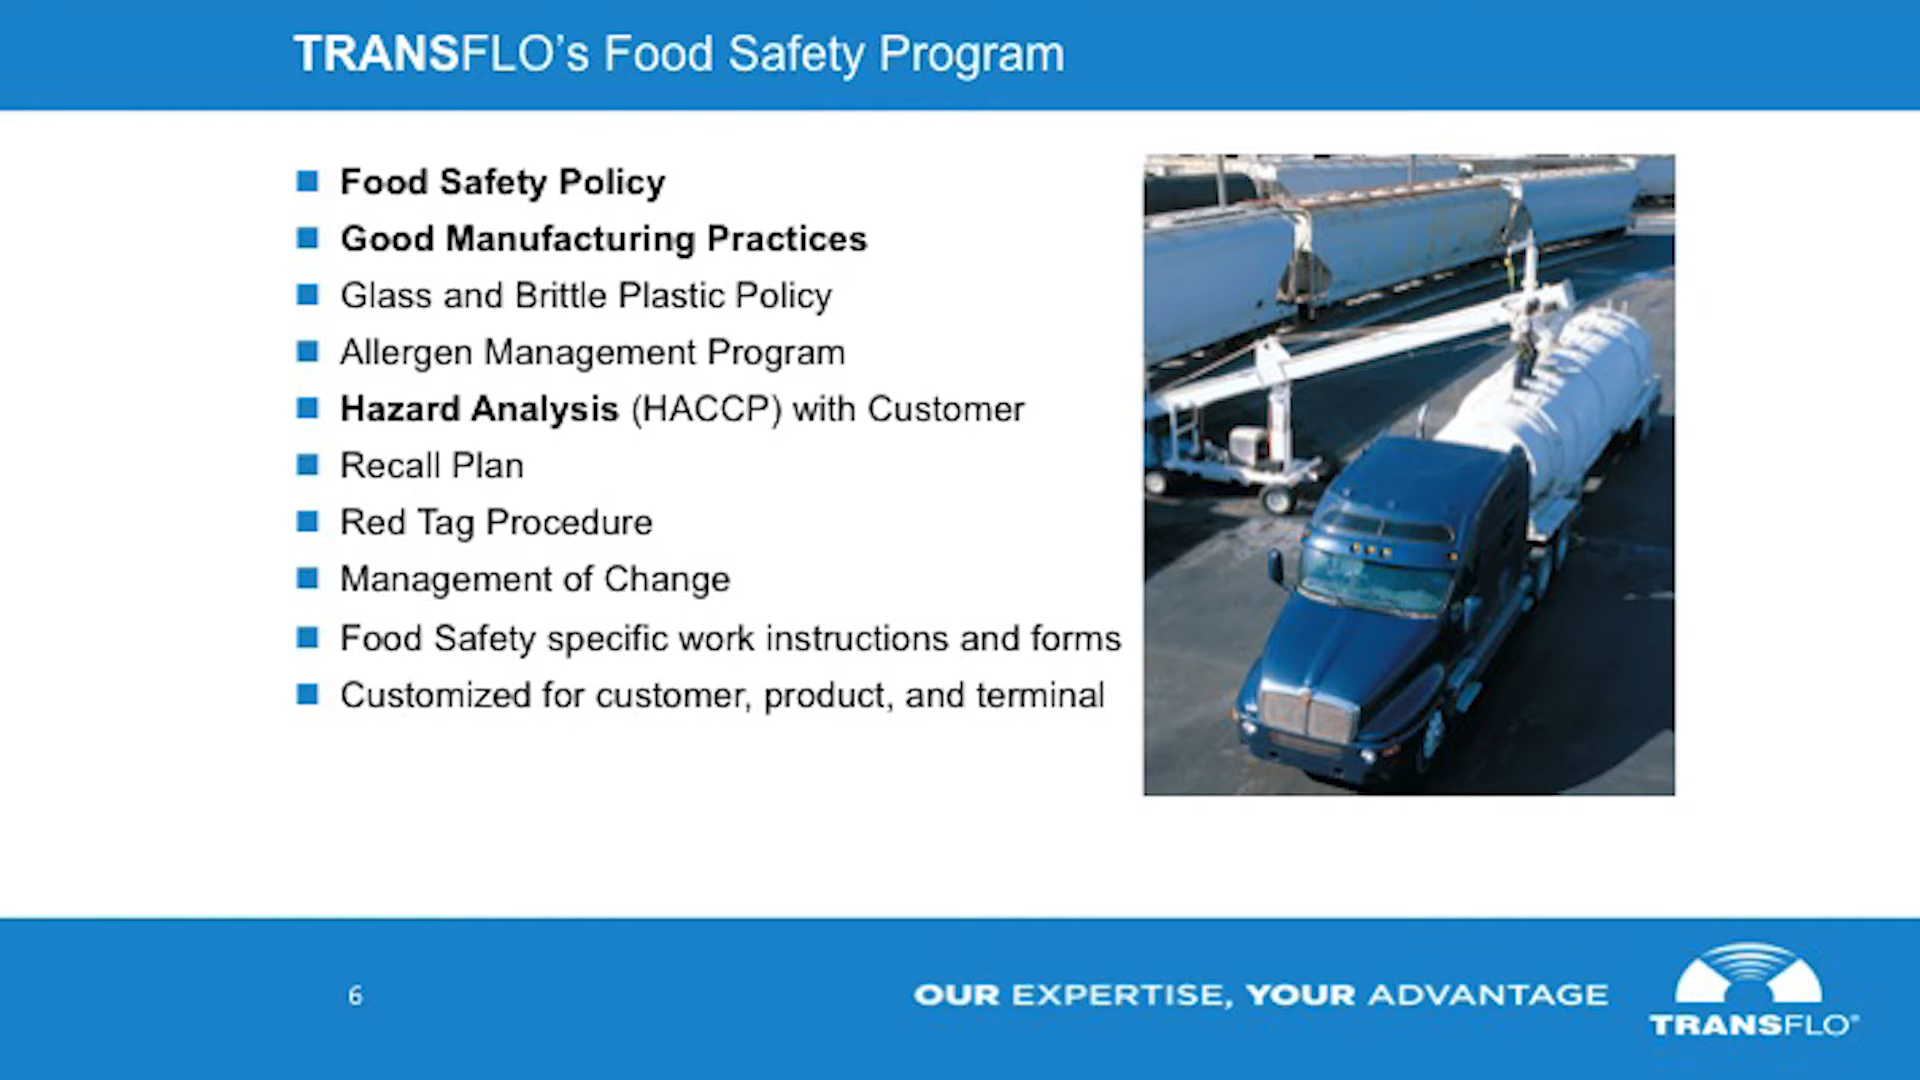 TRANSFLO’s Food Safety Program
Food Safety Policy
Good Manufacturing Practices
Glass and Brittle Plastic Policy
Allergen Management Program
Hazard Analysis (HACCP) with Customer
Recall Plan
Red Tag Procedure
Management of Change
Food Safety specific work instructions and forms
Customized for customer, product, and terminal
6
OUR EXPERTISE, YOUR ADVANTAGE
TRANSFLO®